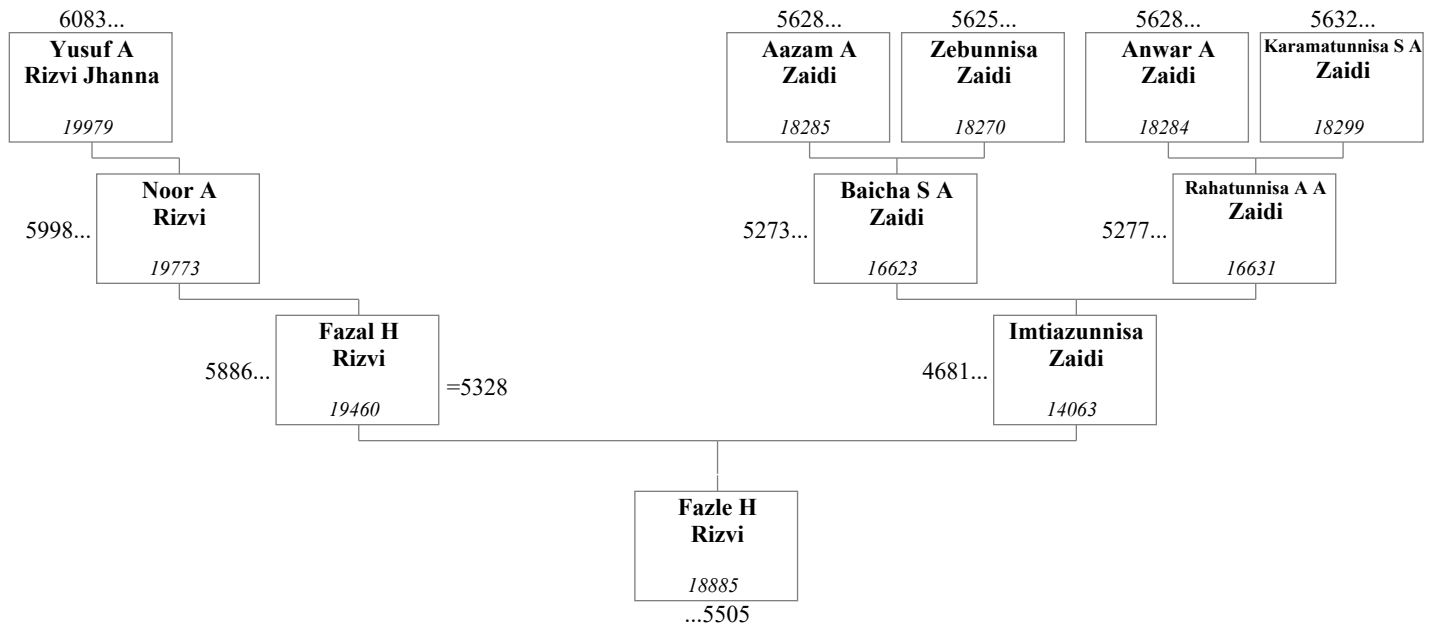 6083...
Yusuf A
Rizvi Jhanna
19979
5628...
Aazam A
Zaidi
18285
5625...
Zebunnisa
Zaidi
18270
5628...
Anwar A
Zaidi
18284
5632...
Karamatunnisa S A
Zaidi
18299
5998...
Noor A
Rizvi
19773
5273...
Baicha S A
Zaidi
16623
5277...
Rahatunnisa A A
Zaidi
16631
5886...
Fazal H
Rizvi
19460
=5328
4681...
Imtiazunnisa
Zaidi
14063
Fazle H
Rizvi
18885
...5505